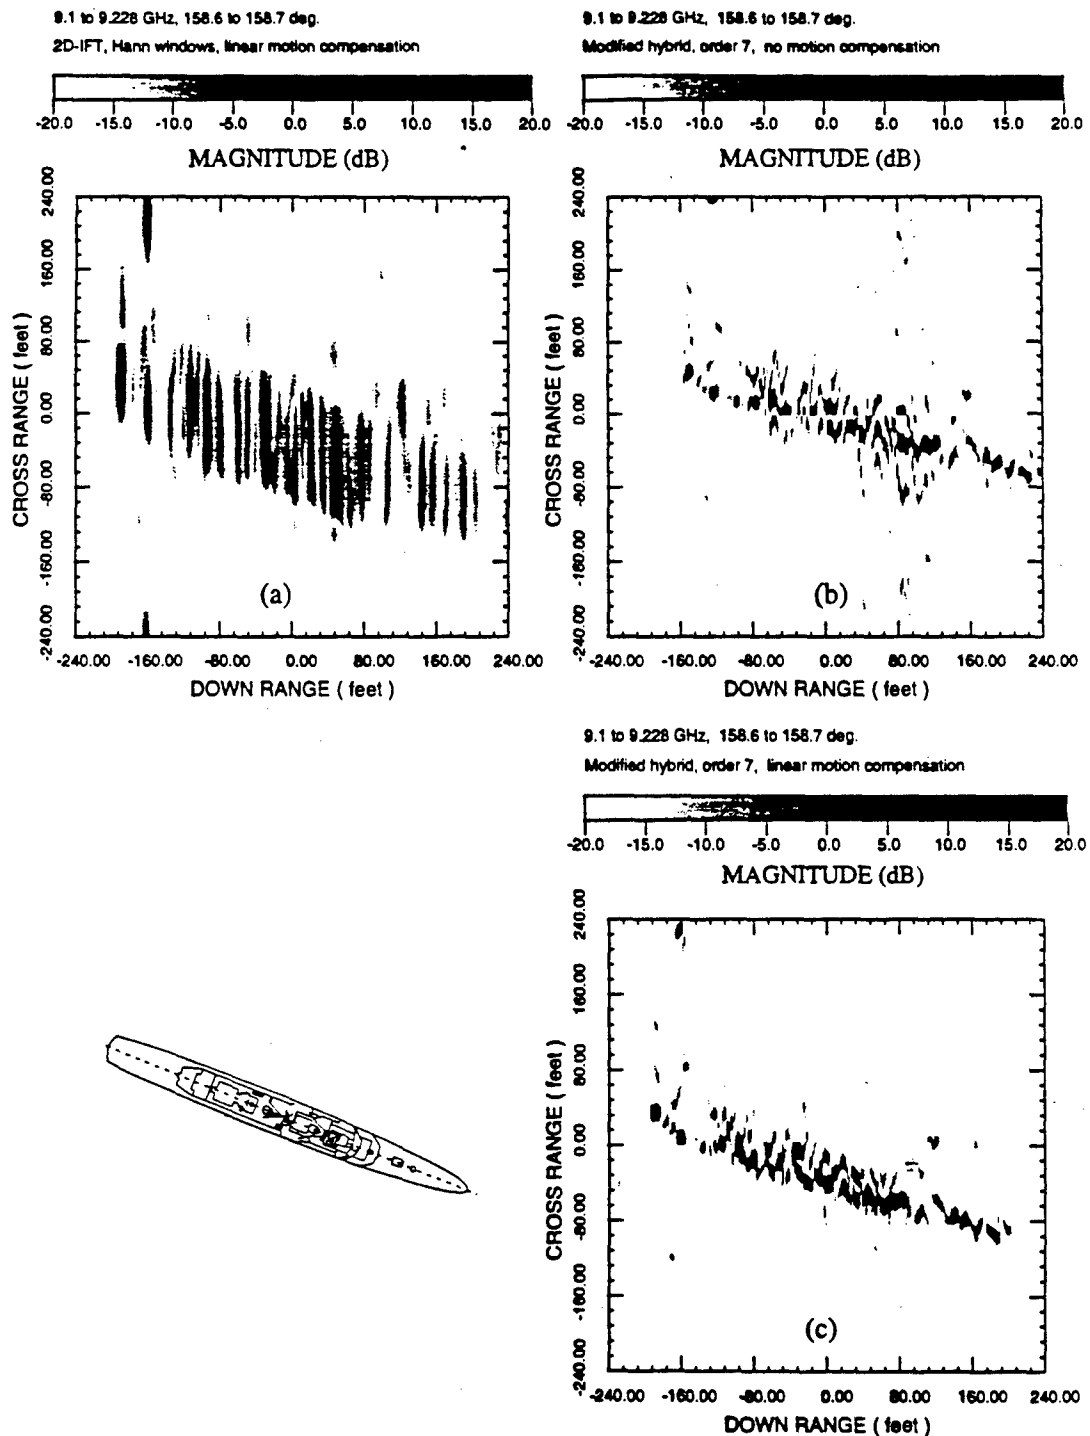 9.1 to 9.228 GHz, 158.6 to 158.7 deg.
2D-IFT, Hann windows, linear motion compensation
-20.0 -15.0 -10.0 -5.0 0.0 5.0 10.0 15.0 20.0
MAGNITUDE (dB)
240.00
160.00
80.00
0.00
-80.00
-160.00
-240.00
CROSS RANGE ( feet )
(a)
-240.00 -160.00 -80.00 0.00 80.00 160.00 240.00
DOWN RANGE ( feet )
9.1 to 9.228 GHz, 158.6 to 158.7 deg.
Modified hybrid, order 7, no motion compensation
-20.0 -15.0 -10.0 -5.0 0.0 5.0 10.0 15.0 20.0
MAGNITUDE (dB)
240.00
160.00
80.00
0.00
-80.00
-160.00
-240.00
CROSS RANGE ( feet )
(b)
-240.00 -160.00 -80.00 0.00 80.00 160.00 240.00
DOWN RANGE ( feet )
9.1 to 9.228 GHz, 158.6 to 158.7 deg.
Modified hybrid, order 7, linear motion compensation
-20.0 -15.0 -10.0 -5.0 0.0 5.0 10.0 15.0 20.0
MAGNITUDE (dB)
240.00
160.00
80.00
0.00
-80.00
-160.00
-240.00
CROSS RANGE ( feet )
(c)
-240.00 -160.00 -80.00 0.00 80.00 160.00 240.00
DOWN RANGE ( feet )